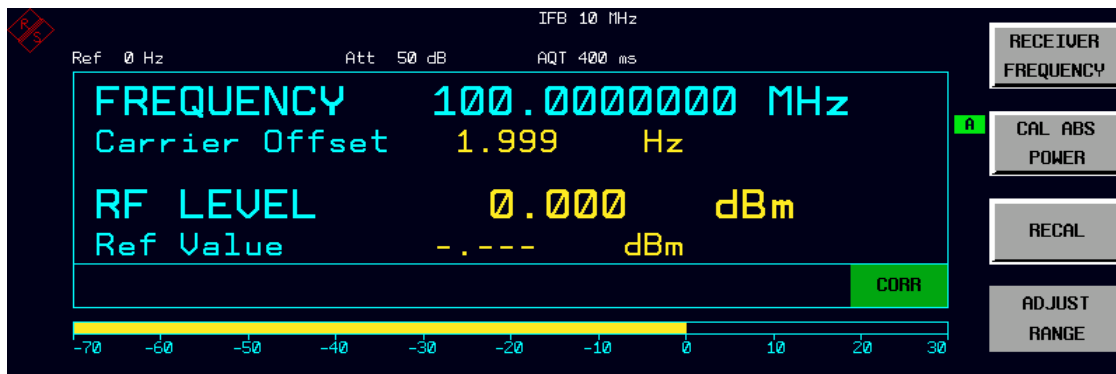 R S
IFB 10 MHz
Ref 0 Hz Att 50 dB AQT 400 ms
FREQUENCY 100.0000000 MHz
Carrier Offset 1.999 Hz
RF LEVEL 0.000 dBm
Ref Value -.--- dBm
CORR
-70 -60 -50 -40 -30 -20 -10 0 10 20 30
RECEIVER
FREQUENCY
A
CAL ABS
POWER
RECAL
ADJUST
RANGE